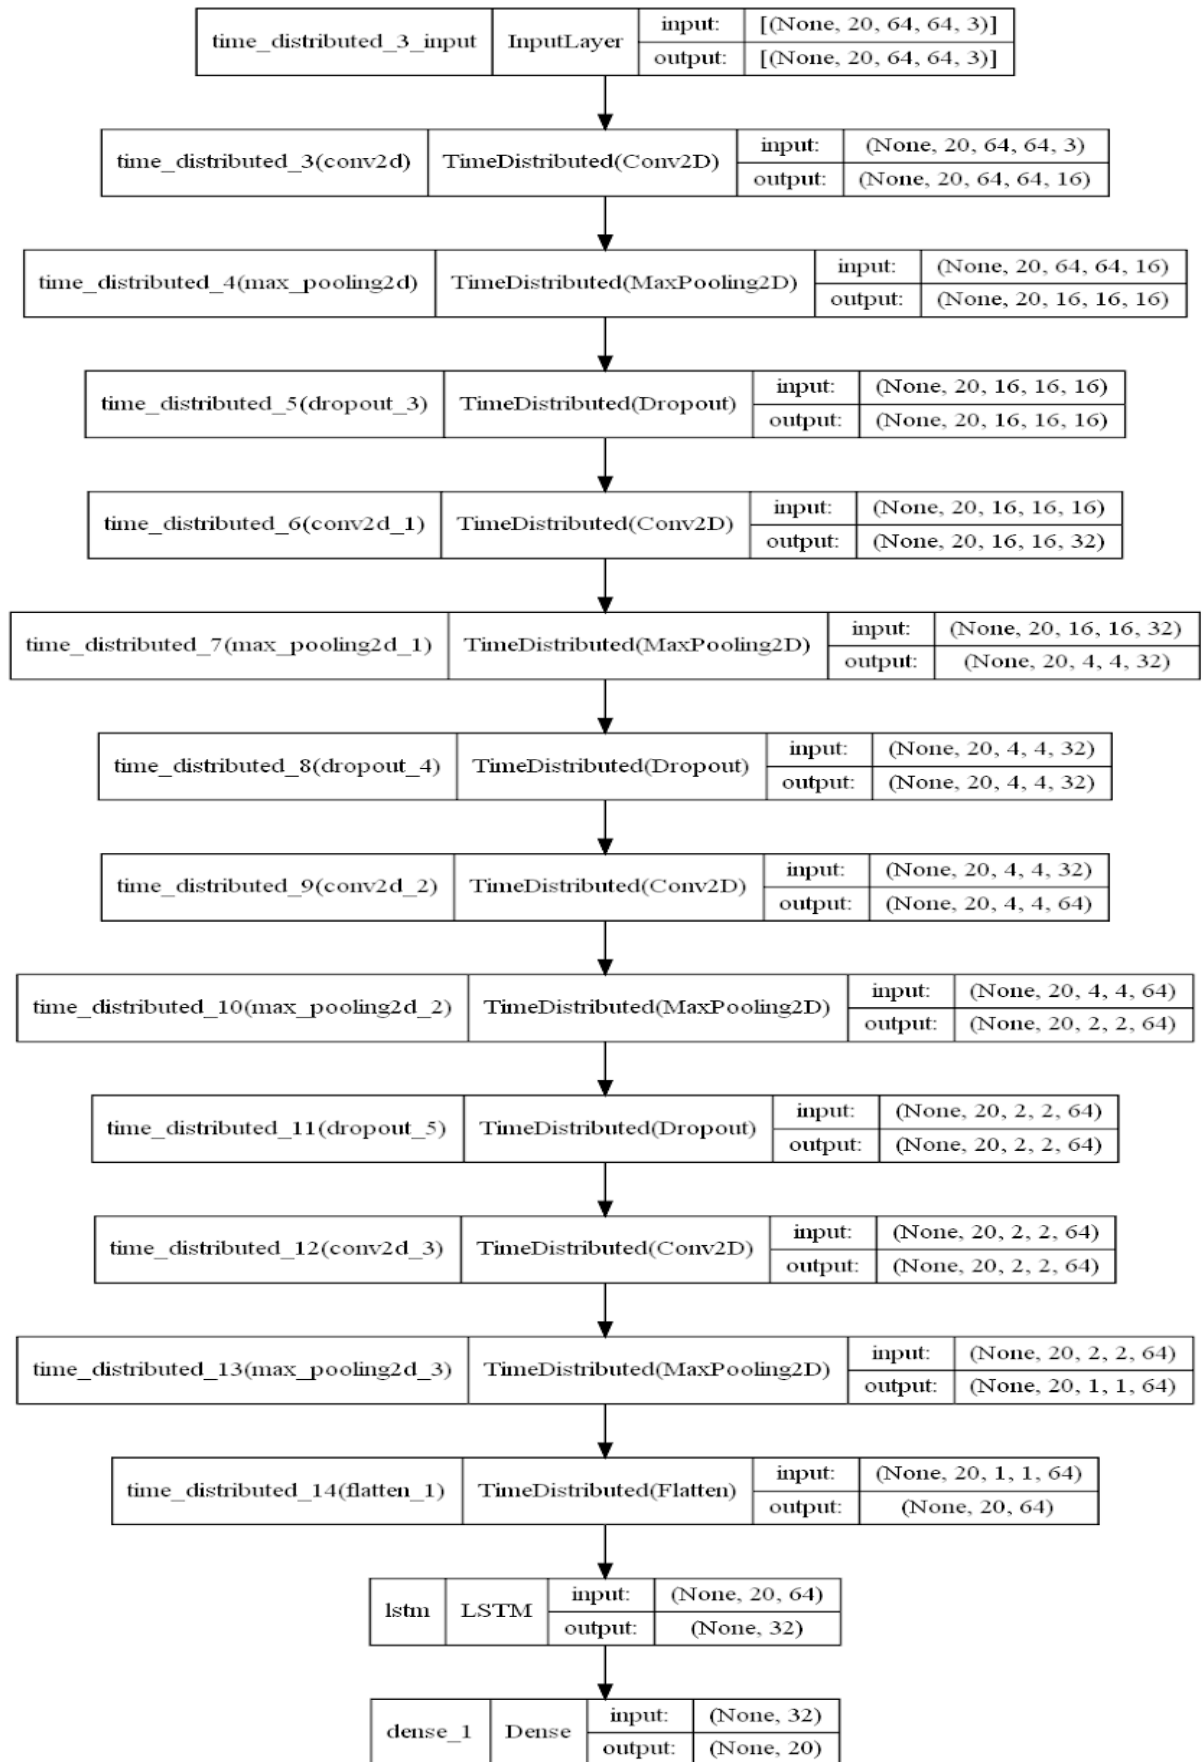 time_distributed_3_input InputLayer input: [(None, 20, 64, 64, 3)]
output: [(None, 20, 64, 64, 3)]
time_distributed_3(conv2d) TimeDistributed(Conv2D) input: (None, 20, 64, 64, 3)
output: (None, 20, 64, 64, 16)
time_distributed_4(max_pooling2d) TimeDistributed(MaxPooling2D) input: (None, 20, 64, 64, 16)
output: (None, 20, 16, 16, 16)
time_distributed_5(dropout_3) TimeDistributed(Dropout) input: (None, 20, 16, 16, 16)
output: (None, 20, 16, 16, 16)
time_distributed_6(conv2d_1) TimeDistributed(Conv2D) input: (None, 20, 16, 16, 16)
output: (None, 20, 16, 16, 32)
time_distributed_7(max_pooling2d_1) TimeDistributed(MaxPooling2D) input: (None, 20, 16, 16, 32)
output: (None, 20, 4, 4, 32)
time_distributed_8(dropout_4) TimeDistributed(Dropout) input: (None, 20, 4, 4, 32)
output: (None, 20, 4, 4, 32)
time_distributed_9(conv2d_2) TimeDistributed(Conv2D) input: (None, 20, 4, 4, 32)
output: (None, 20, 4, 4, 64)
time_distributed_10(max_pooling2d_2) TimeDistributed(MaxPooling2D) input: (None, 20, 4, 4, 64)
output: (None, 20, 2, 2, 64)
time_distributed_11(dropout_5) TimeDistributed(Dropout) input: (None, 20, 2, 2, 64)
output: (None, 20, 2, 2, 64)
time_distributed_12(conv2d_3) TimeDistributed(Conv2D) input: (None, 20, 2, 2, 64)
output: (None, 20, 2, 2, 64)
time_distributed_13(max_pooling2d_3) TimeDistributed(MaxPooling2D) input: (None, 20, 2, 2, 64)
output: (None, 20, 1, 1, 64)
time_distributed_14(flatten_1) TimeDistributed(Flatten) input: (None, 20, 1, 1, 64)
output: (None, 20, 64)
lstm LSTM input: (None, 20, 64)
output: (None, 32)
dense_1 Dense input: (None, 32)
output: (None, 20)